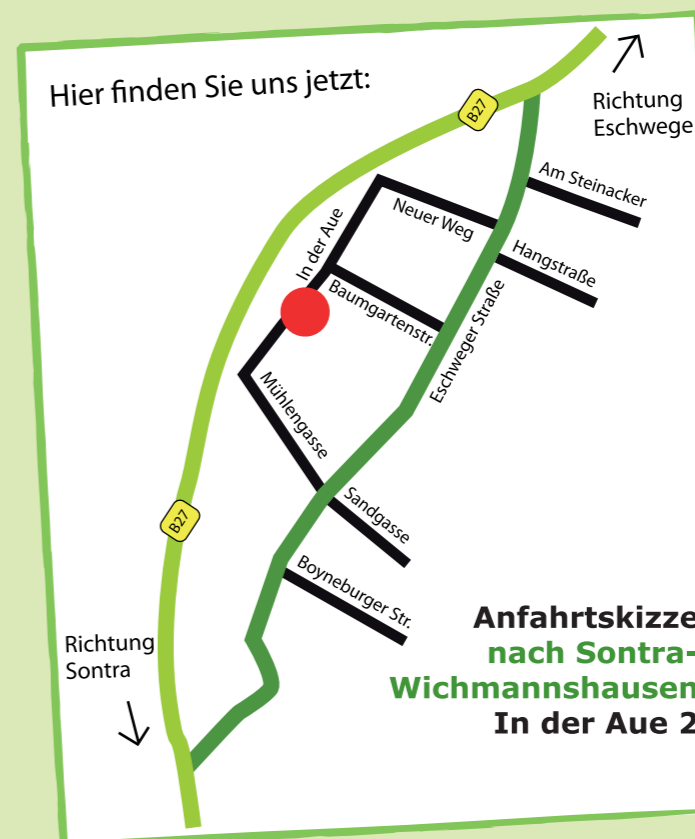 Hier finden Sie uns jetzt:
B27
Richtung
Eschwege
Am Steinacker
Neuer Weg
In der Aue
Hangstraße
Baumgartenstr.
Eschweger Straße
Mühlengasse
Sandgasse
B27
Boyneburger Str.
Richtung
Sontra
Anfahrtskizze
nach Sontra-
Wichmannshausen
In der Aue 2